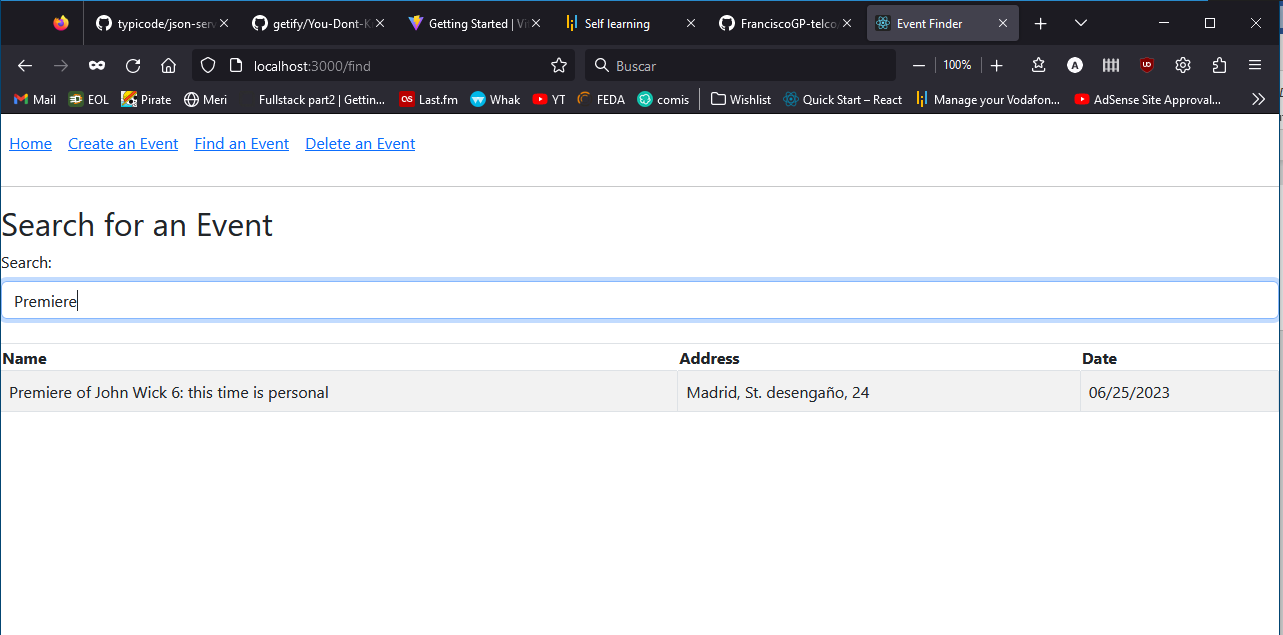 typicode/json-serv
getify/You-Dont-K
Getting Started | Vi
Self learning
FranciscoGP-telco
Event Finder
localhost:3000/find
Buscar
100%
Mail
EOL
Pirate
Meri
Fullstack part2 | Gettin...
Last.fm
Whak
YT
FEDA
comis
Wishlist
Quick Start – React
Manage your Vodafon...
AdSense Site Approval...
Home Create an Event Find an Event Delete an Event
Search for an Event
Search:
Premiere
Name Address Date
Premiere of John Wick 6: this time is personal Madrid, St. desengaño, 24 06/25/2023